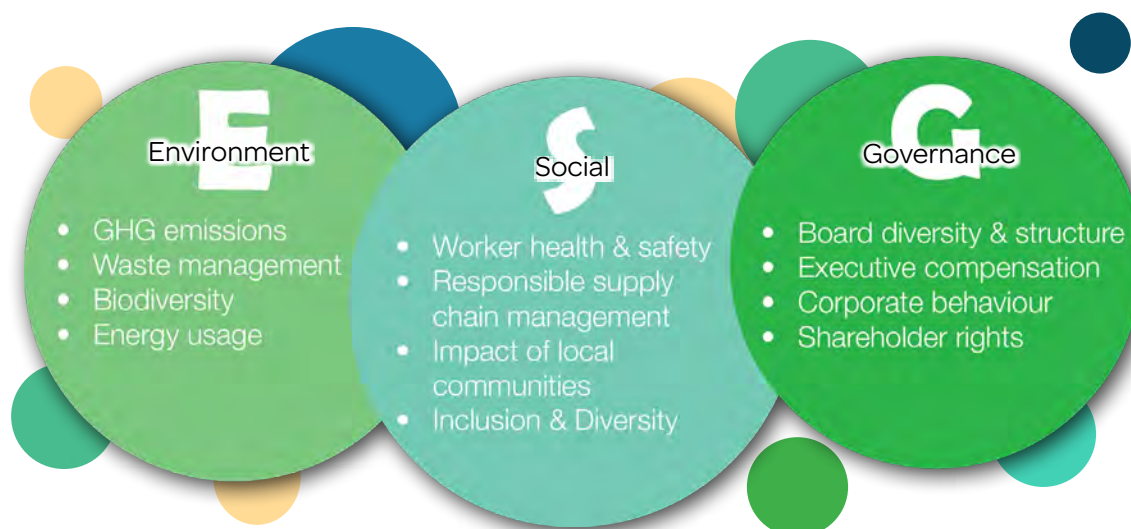 E
Environment
• GHG emissions
• Waste management
• Biodiversity
• Energy usage
S
Social
• Worker health & safety
• Responsible supply
chain management
• Impact of local
communities
• Inclusion & Diversity
G
Governance
• Board diversity & structure
• Executive compensation
• Corporate behaviour
• Shareholder rights